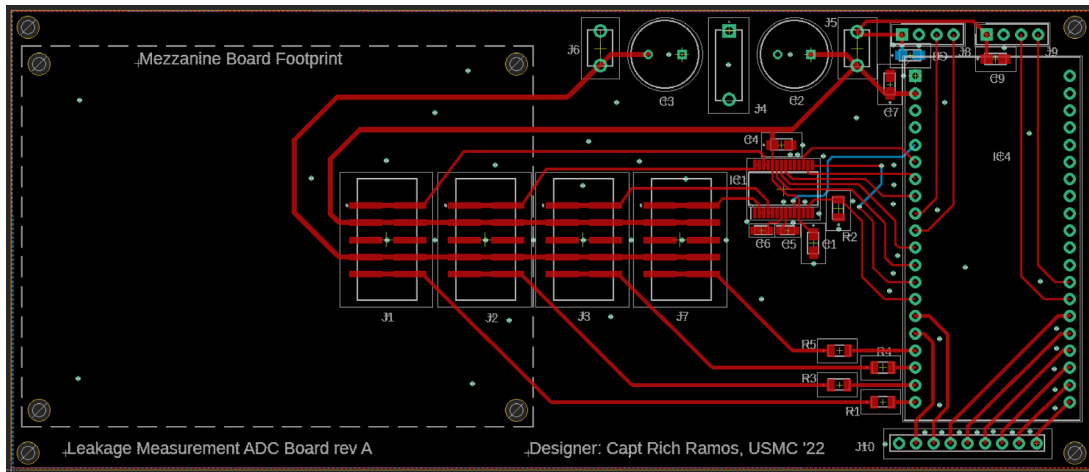 J6
J5
J8
J9
Mezzanine Board Footprint
C9
C3
C2
J4
C7
C4
IC4
IC1
R2
C6
C5
C1
J1
J2
J3
J7
R5
R4
R3
R1
J10
Leakage Measurement ADC Board rev A
Designer: Capt Rich Ramos, USMC '22